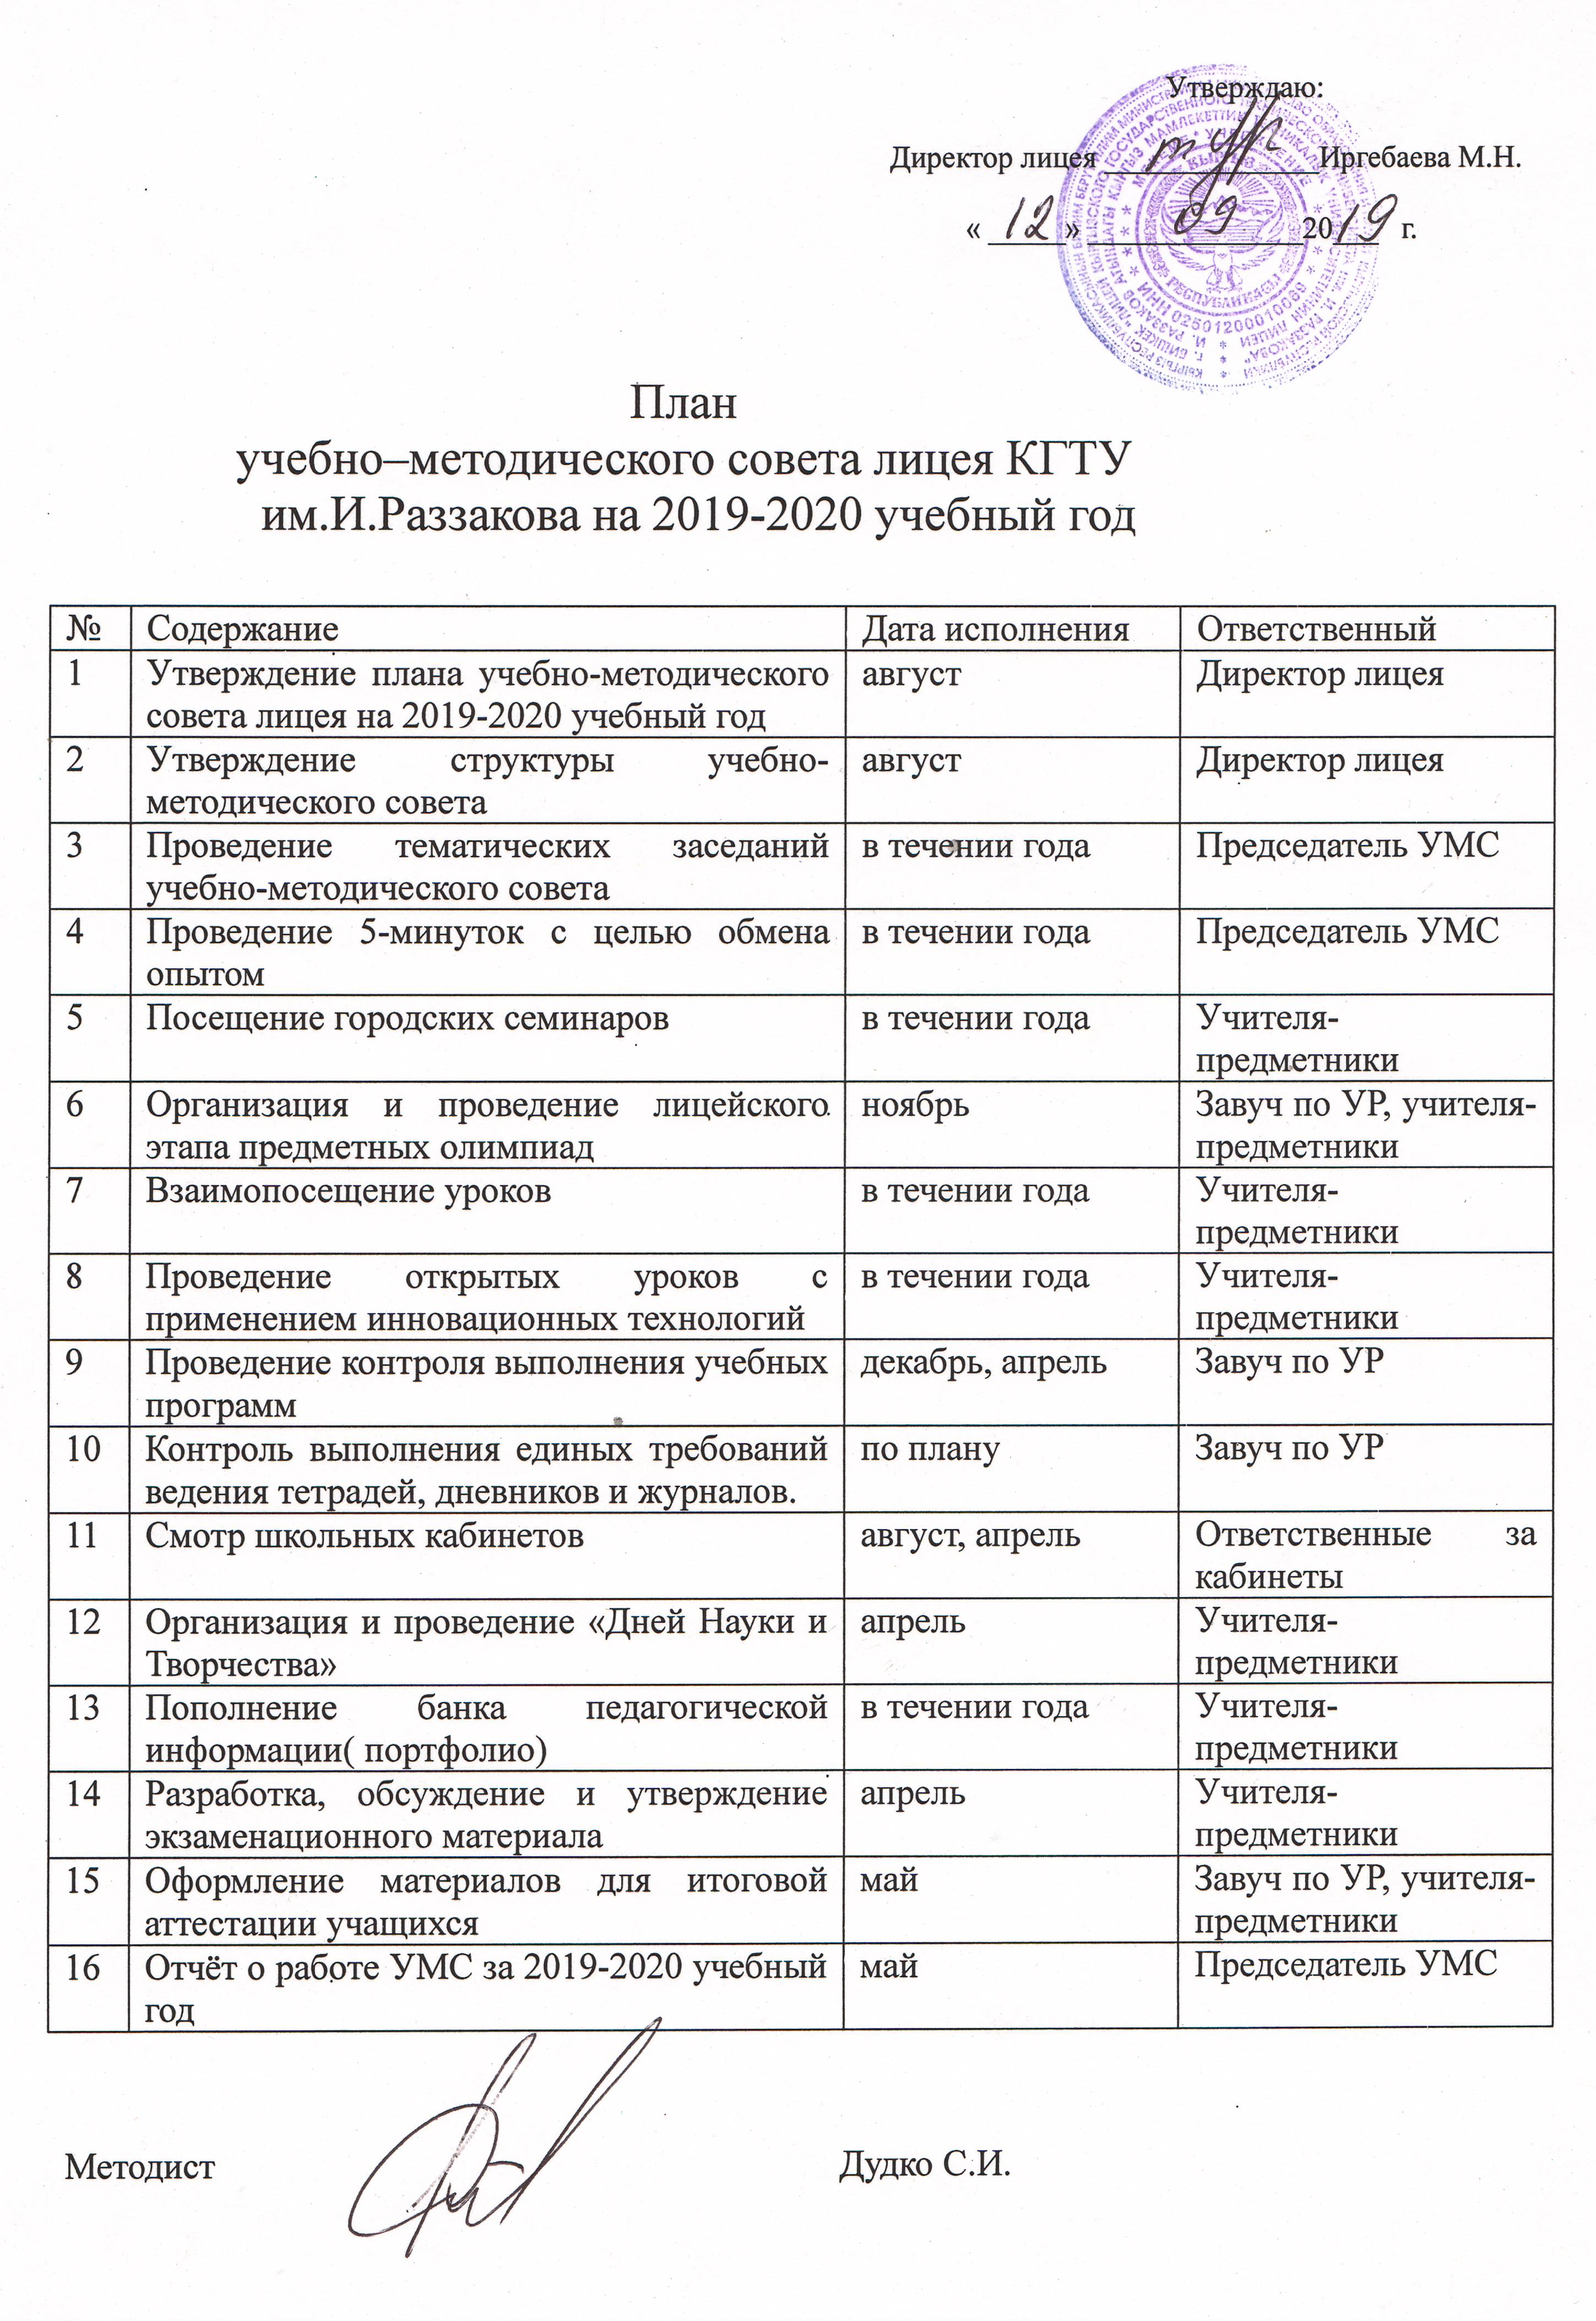 Утверждаю:
Директор лицея Иргебаева М.Н.
« 12 » 09 2019 г.
КЫРГЫЗ
РЕСПУБЛИКАСЫ
ИНН 02501200010089
План
учебно–методического совета лицея КГТУ
им.И.Раззакова на 2019-2020 учебный год
№ Содержание Дата исполнения Ответственный
1 Утверждение плана учебно-методического август Директор лицея
совета лицея на 2019-2020 учебный год
2 Утверждение структуры учебно- август Директор лицея
методического совета
3 Проведение тематических заседаний в течении года Председатель УМС
учебно-методического совета
4 Проведение 5-минуток с целью обмена в течении года Председатель УМС
опытом
5 Посещение городских семинаров в течении года Учителя-
предметники
6 Организация и проведение лицейского ноябрь Завуч по УР, учителя-
этапа предметных олимпиад предметники
7 Взаимопосещение уроков в течении года Учителя-
предметники
8 Проведение открытых уроков с в течении года Учителя-
применением инновационных технологий предметники
9 Проведение контроля выполнения учебных декабрь, апрель Завуч по УР
программ
10 Контроль выполнения единых требований по плану Завуч по УР
ведения тетрадей, дневников и журналов.
11 Смотр школьных кабинетов август, апрель Ответственные за
кабинеты
12 Организация и проведение «Дней Науки и апрель Учителя-
Творчества» предметники
13 Пополнение банка педагогической в течении года Учителя-
информации( портфолио) предметники
14 Разработка, обсуждение и утверждение апрель Учителя-
экзаменационного материала предметники
15 Оформление материалов для итоговой май Завуч по УР, учителя-
аттестации учащихся предметники
16 Отчёт о работе УМС за 2019-2020 учебный май Председатель УМС
год
Методист Дудко С.И.